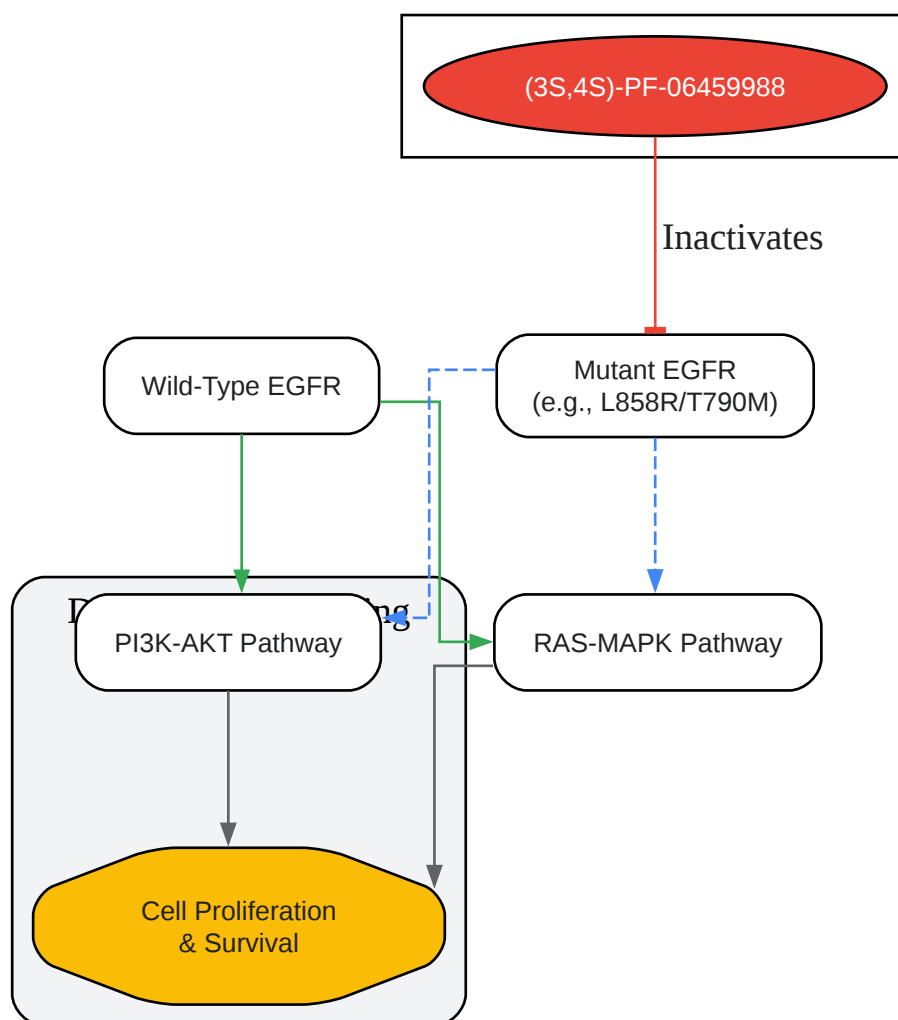 (3S,4S)-PF-06459988
Inactivates
Wild-Type EGFR
Mutant EGFR
(e.g., L858R/T790M)
PI3K-AKT Pathway
RAS-MAPK Pathway
Cell Proliferation
& Survival